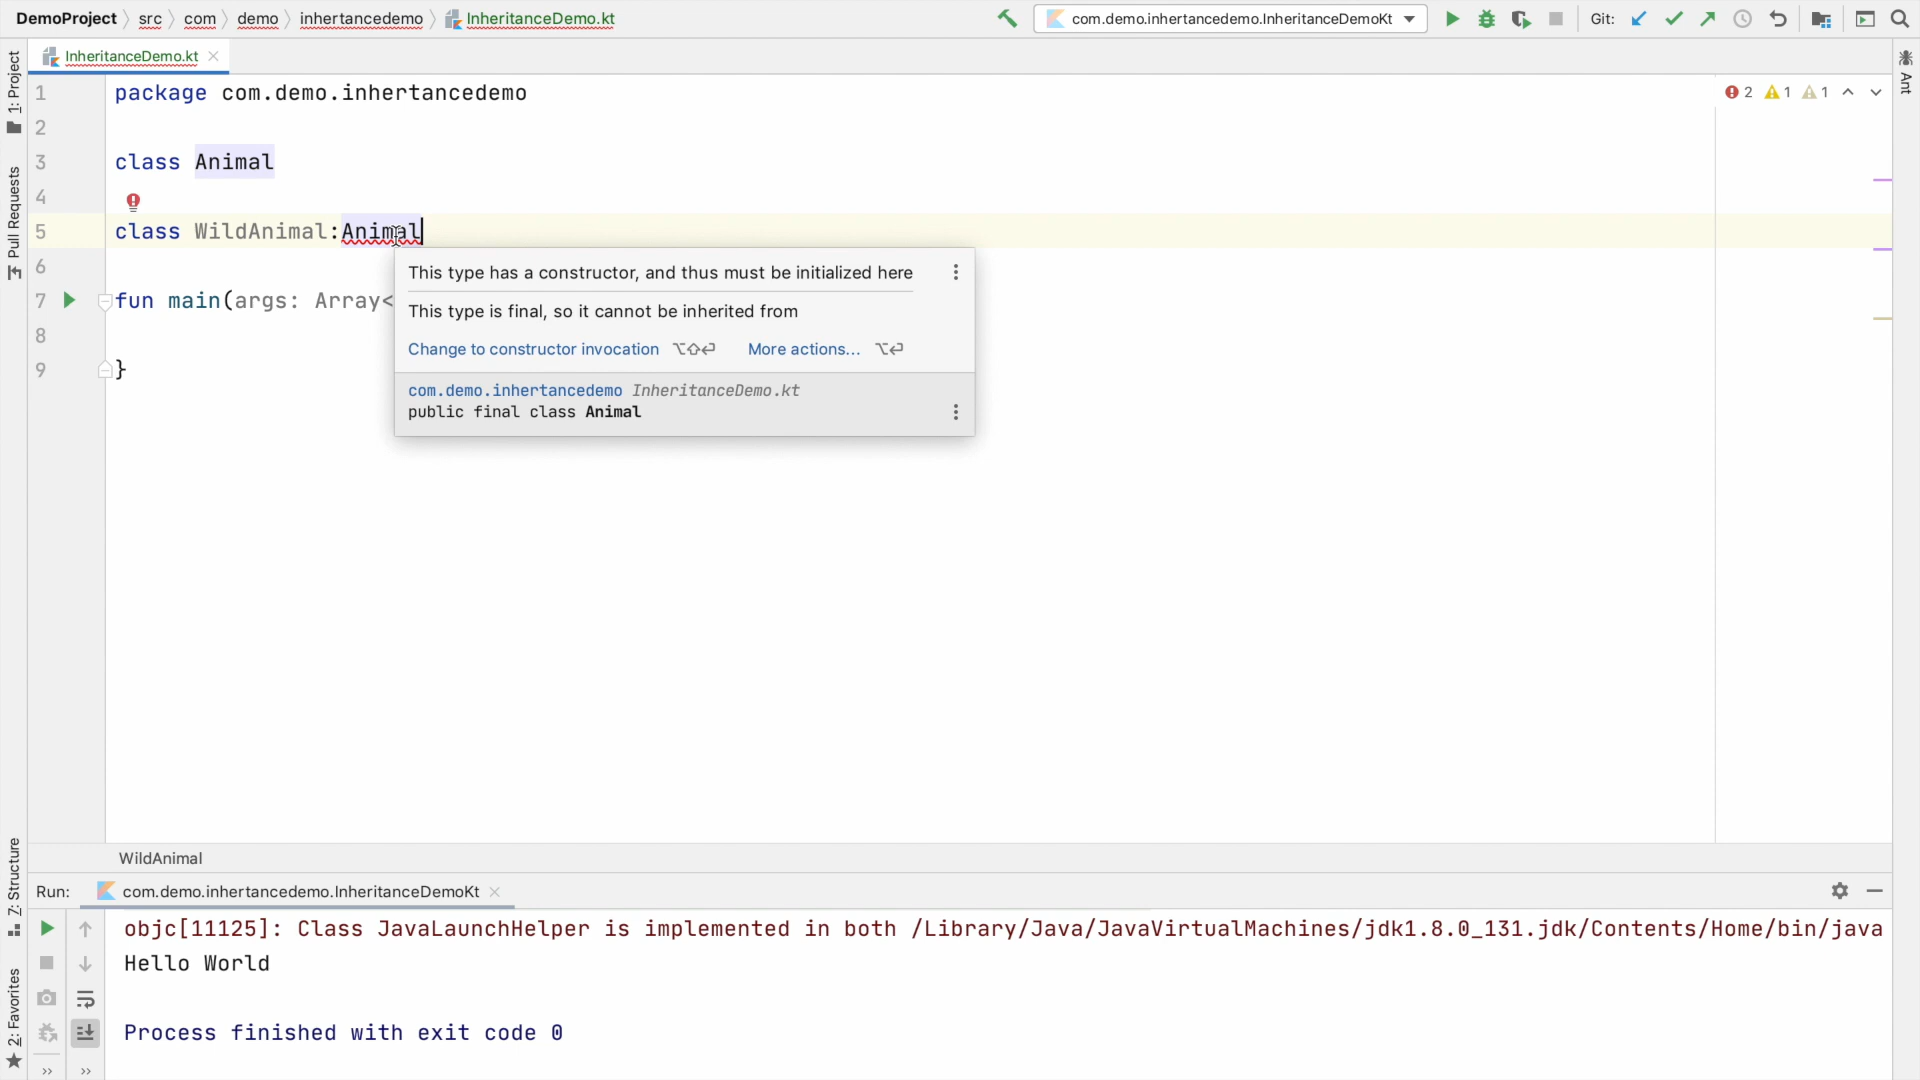 DemoProject src com demo inhertancedemo InheritanceDemo.kt com.demo.inhertancedemo.InheritanceDemoKt Git:
InheritanceDemo.kt
1: Project
Pull Requests
7: Structure
2: Favorites
Ant
2 1 1
1 package com.demo.inhertancedemo
2
3 class Animal
4
5 class WildAnimal:Animal
6
7 fun main(args: Array<
8
9 }
This type has a constructor, and thus must be initialized here
This type is final, so it cannot be inherited from
Change to constructor invocation ⌥⇧⏎ More actions... ⌥⏎
com.demo.inhertancedemo InheritanceDemo.kt
public final class Animal
WildAnimal
Run: com.demo.inhertancedemo.InheritanceDemoKt
objc[11125]: Class JavaLaunchHelper is implemented in both /Library/Java/JavaVirtualMachines/jdk1.8.0_131.jdk/Contents/Home/bin/java
Hello World
Process finished with exit code 0